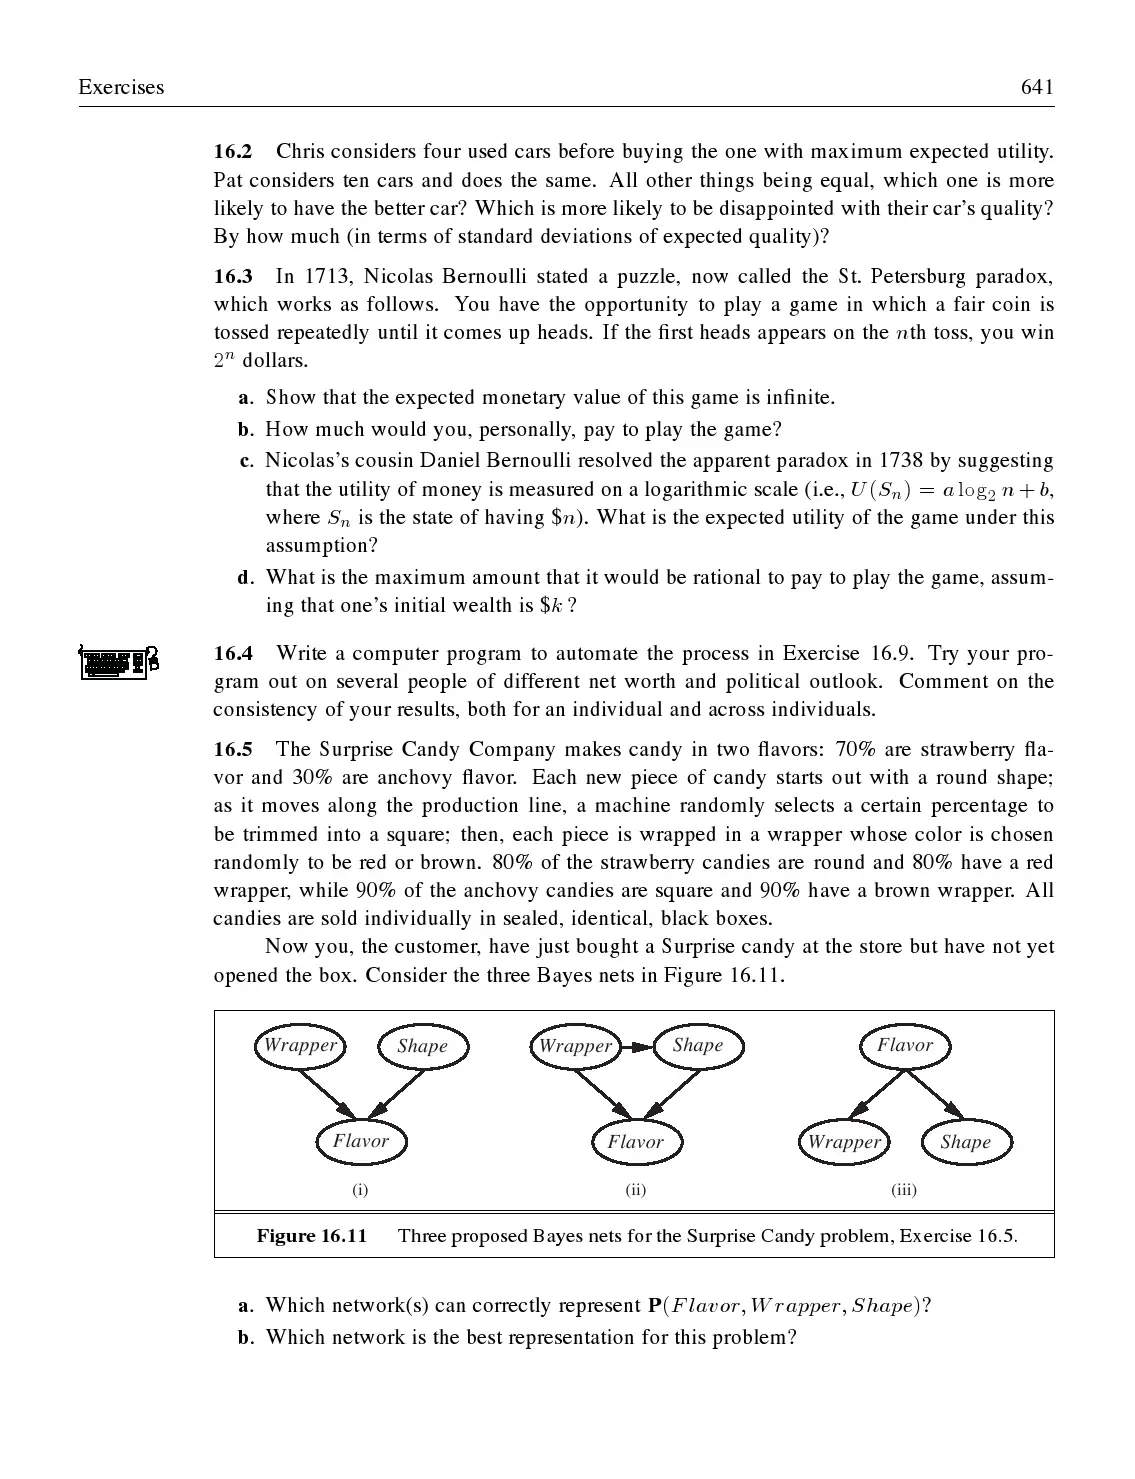 Exercises 641
16.2 Chris considers four used cars before buying the one with maximum expected utility.
Pat considers ten cars and does the same. All other things being equal, which one is more
likely to have the better car? Which is more likely to be disappointed with their car's quality?
By how much (in terms of standard deviations of expected quality)?
16.3 In 1713, Nicolas Bernoulli stated a puzzle, now called the St. Petersburg paradox,
which works as follows. You have the opportunity to play a game in which a fair coin is
tossed repeatedly until it comes up heads. If the first heads appears on the nth toss, you win
2ⁿ dollars.
a. Show that the expected monetary value of this game is infinite.
b. How much would you, personally, pay to play the game?
c. Nicolas's cousin Daniel Bernoulli resolved the apparent paradox in 1738 by suggesting
that the utility of money is measured on a logarithmic scale (i.e., U(Sₙ) = a log₂ n + b,
where Sₙ is the state of having $n). What is the expected utility of the game under this
assumption?
d. What is the maximum amount that it would be rational to pay to play the game, assum-
ing that one's initial wealth is $k ?
16.4 Write a computer program to automate the process in Exercise 16.9. Try your pro-
gram out on several people of different net worth and political outlook. Comment on the
consistency of your results, both for an individual and across individuals.
16.5 The Surprise Candy Company makes candy in two flavors: 70% are strawberry fla-
vor and 30% are anchovy flavor. Each new piece of candy starts out with a round shape;
as it moves along the production line, a machine randomly selects a certain percentage to
be trimmed into a square; then, each piece is wrapped in a wrapper whose color is chosen
randomly to be red or brown. 80% of the strawberry candies are round and 80% have a red
wrapper, while 90% of the anchovy candies are square and 90% have a brown wrapper. All
candies are sold individually in sealed, identical, black boxes.
Now you, the customer, have just bought a Surprise candy at the store but have not yet
opened the box. Consider the three Bayes nets in Figure 16.11.
Wrapper Shape Wrapper Shape Flavor
Flavor Flavor Wrapper Shape
(i) (ii) (iii)
Figure 16.11 Three proposed Bayes nets for the Surprise Candy problem, Exercise 16.5.
a. Which network(s) can correctly represent P(Flavor, Wrapper, Shape)?
b. Which network is the best representation for this problem?